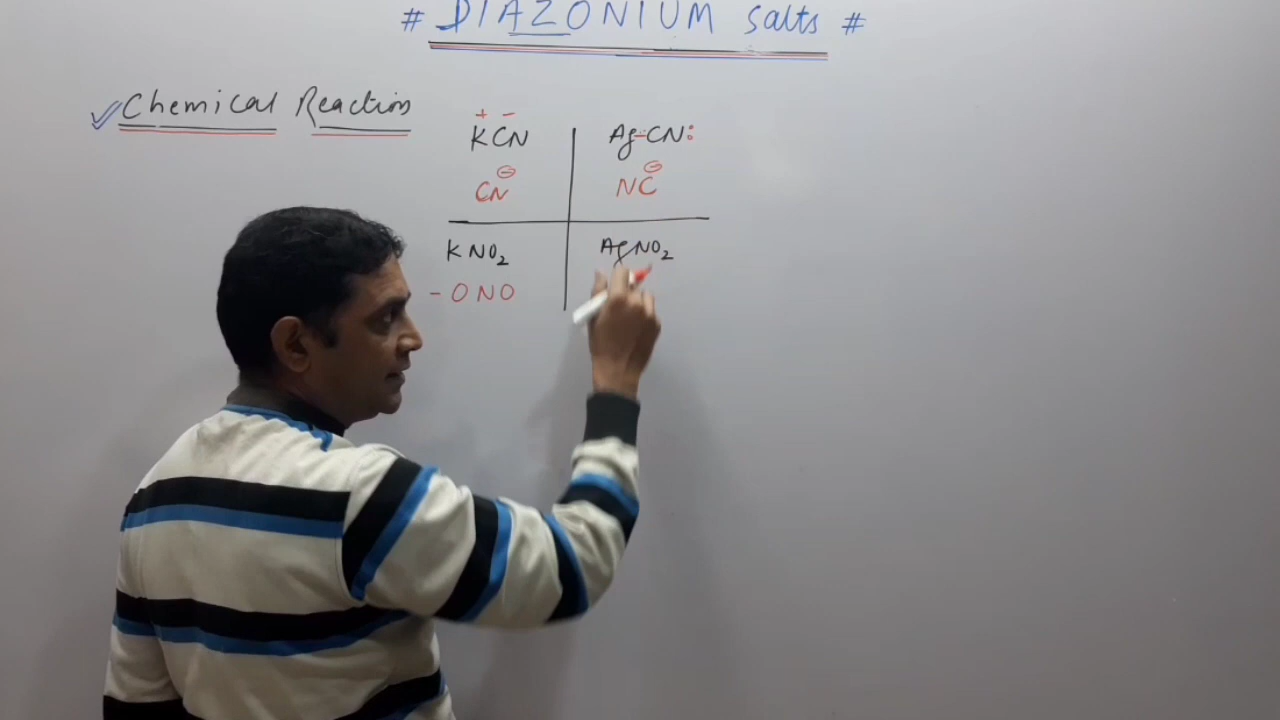 # DIAZONIUM Salts #
✓ Chemical Reaction
+ −
KCN
CN⊖
Ag-CN:
NC⊖
KNO₂
-ONO
AgNO₂